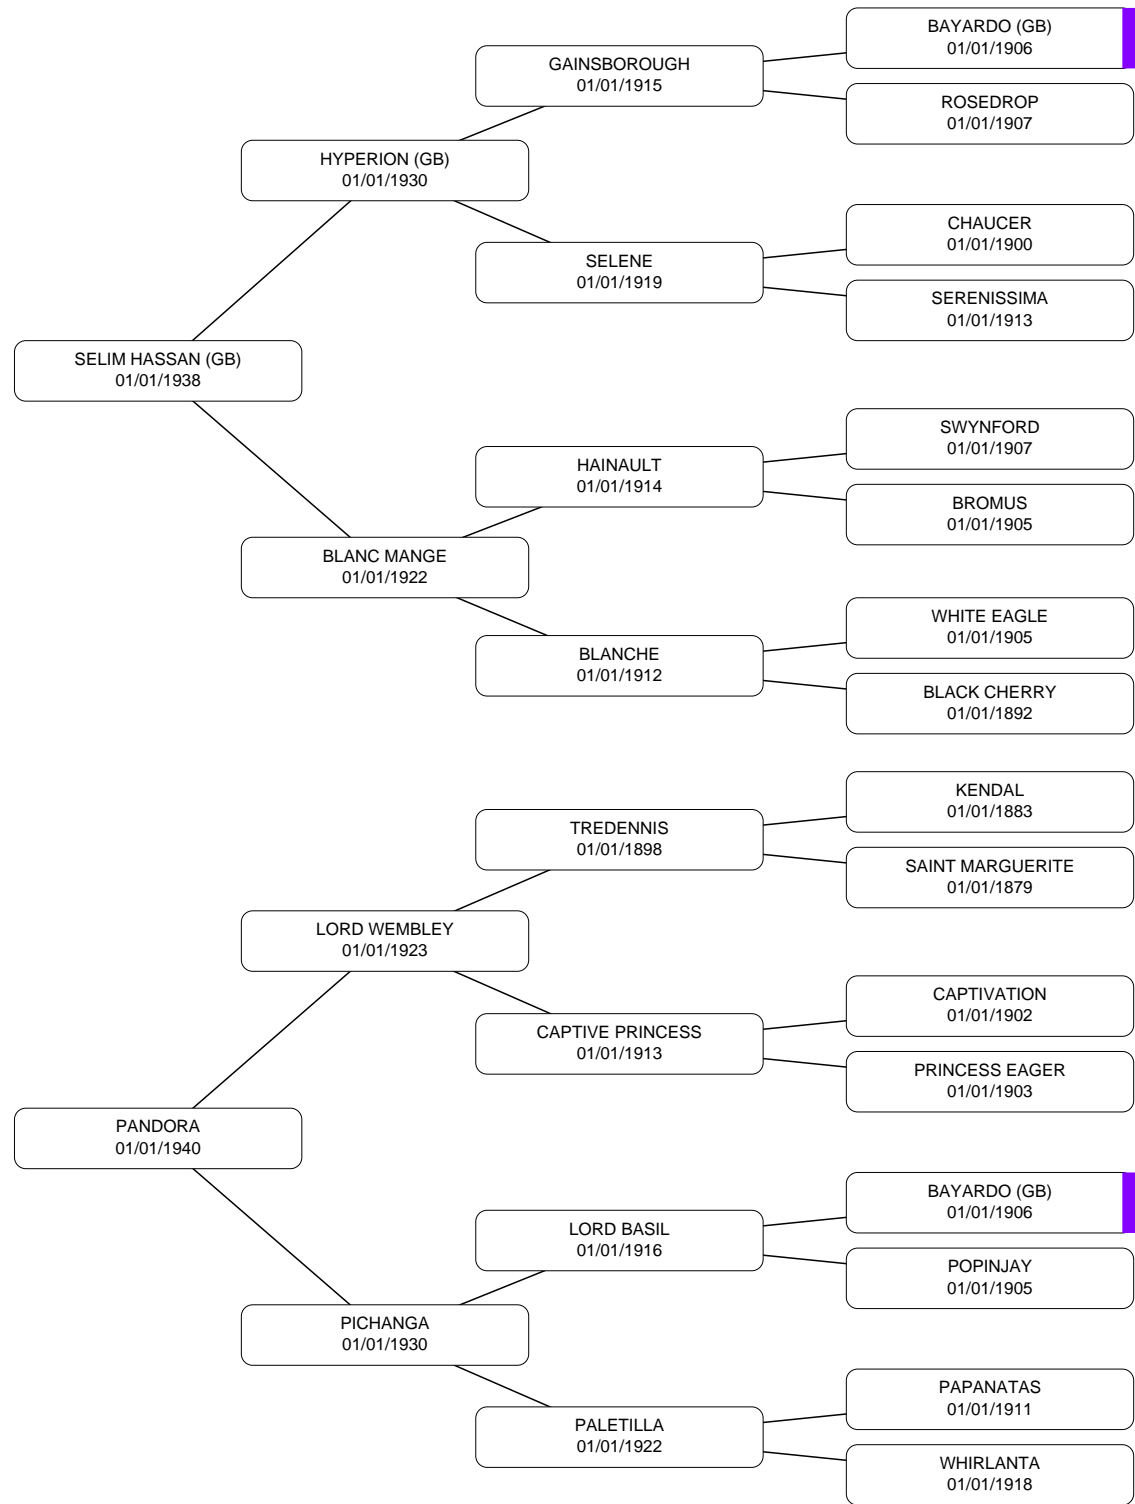 BAYARDO (GB)
01/01/1906
GAINSBOROUGH
01/01/1915
ROSEDROP
01/01/1907
HYPERION (GB)
01/01/1930
CHAUCER
01/01/1900
SELENE
01/01/1919
SERENISSIMA
01/01/1913
SELIM HASSAN (GB)
01/01/1938
SWYNFORD
01/01/1907
HAINAULT
01/01/1914
BROMUS
01/01/1905
BLANC MANGE
01/01/1922
WHITE EAGLE
01/01/1905
BLANCHE
01/01/1912
BLACK CHERRY
01/01/1892
KENDAL
01/01/1883
TREDENNIS
01/01/1898
SAINT MARGUERITE
01/01/1879
LORD WEMBLEY
01/01/1923
CAPTIVATION
01/01/1902
CAPTIVE PRINCESS
01/01/1913
PRINCESS EAGER
01/01/1903
PANDORA
01/01/1940
BAYARDO (GB)
01/01/1906
LORD BASIL
01/01/1916
POPINJAY
01/01/1905
PICHANGA
01/01/1930
PAPANATAS
01/01/1911
PALETILLA
01/01/1922
WHIRLANTA
01/01/1918